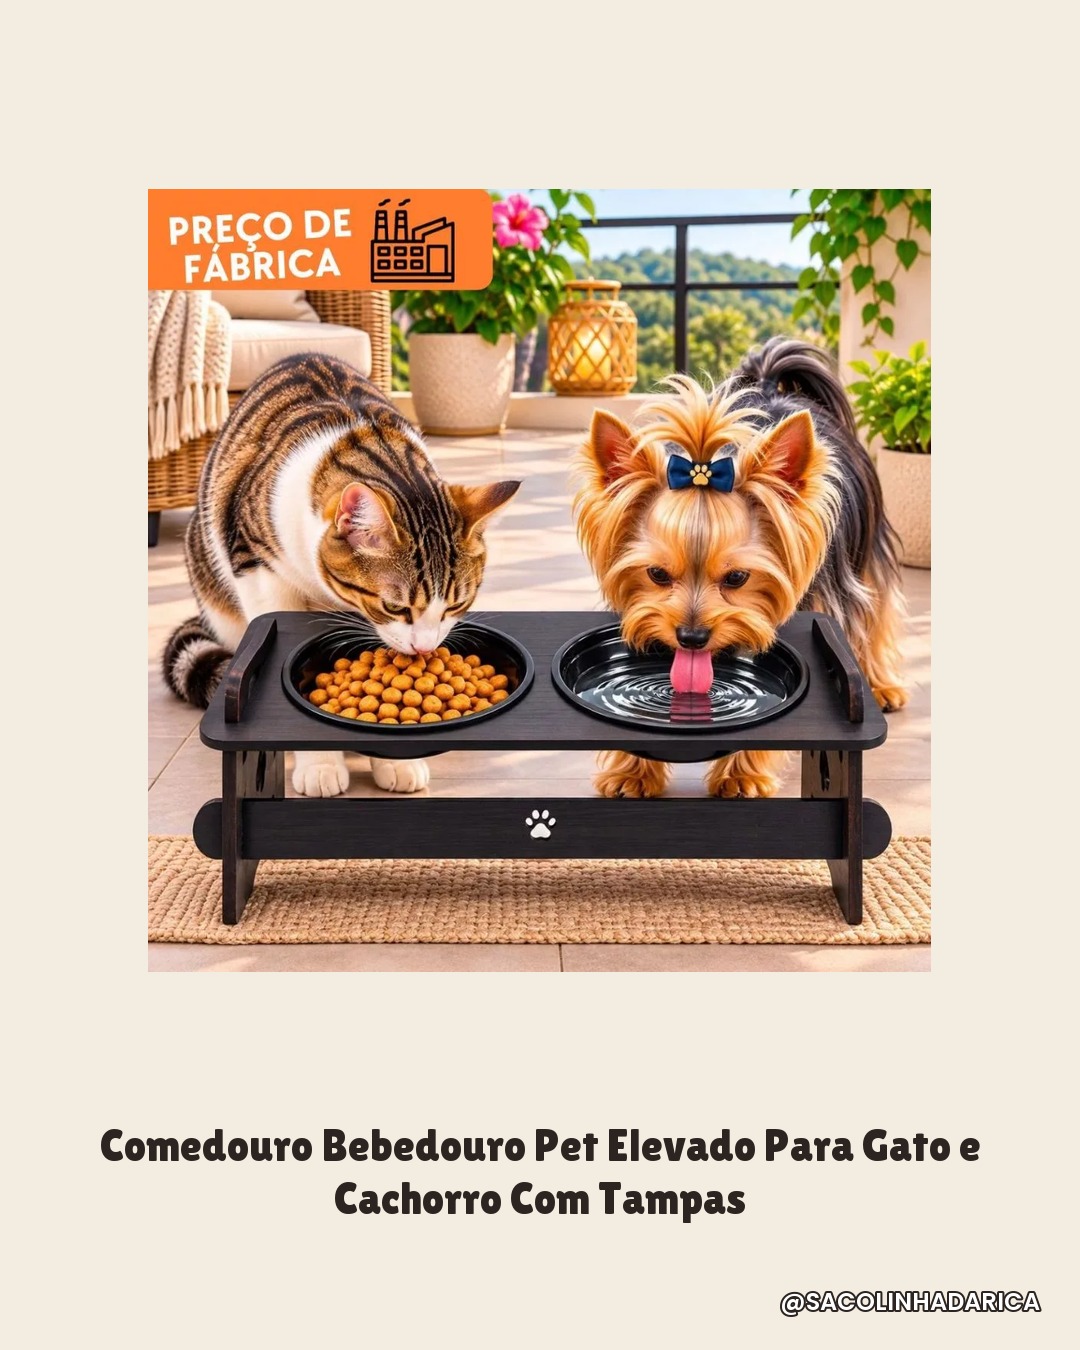 PREÇO DE
FÁBRICA
Comedouro Bebedouro Pet Elevado Para Gato e
Cachorro Com Tampas
@SACOLINHADARICA